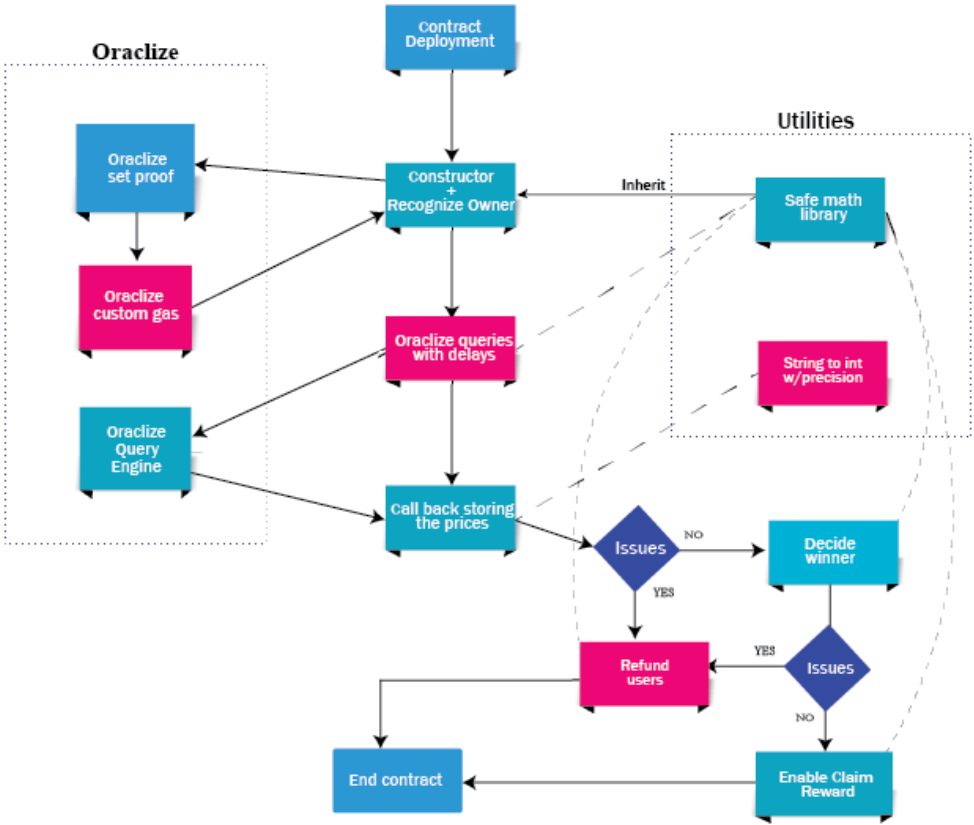 Contract
Deployment
Oraclize
Utilities
Oraclize
set proof
Constructor
+
Recognize Owner
Inherit
Safe math
library
Oraclize
custom gas
Oraclize queries
with delays
String to int
w/precision
Oraclize
Query
Engine
Call back storing
the prices
Issues
NO
Decide
winner
YES
Refund
users
YES
Issues
NO
End contract
Enable Claim
Reward